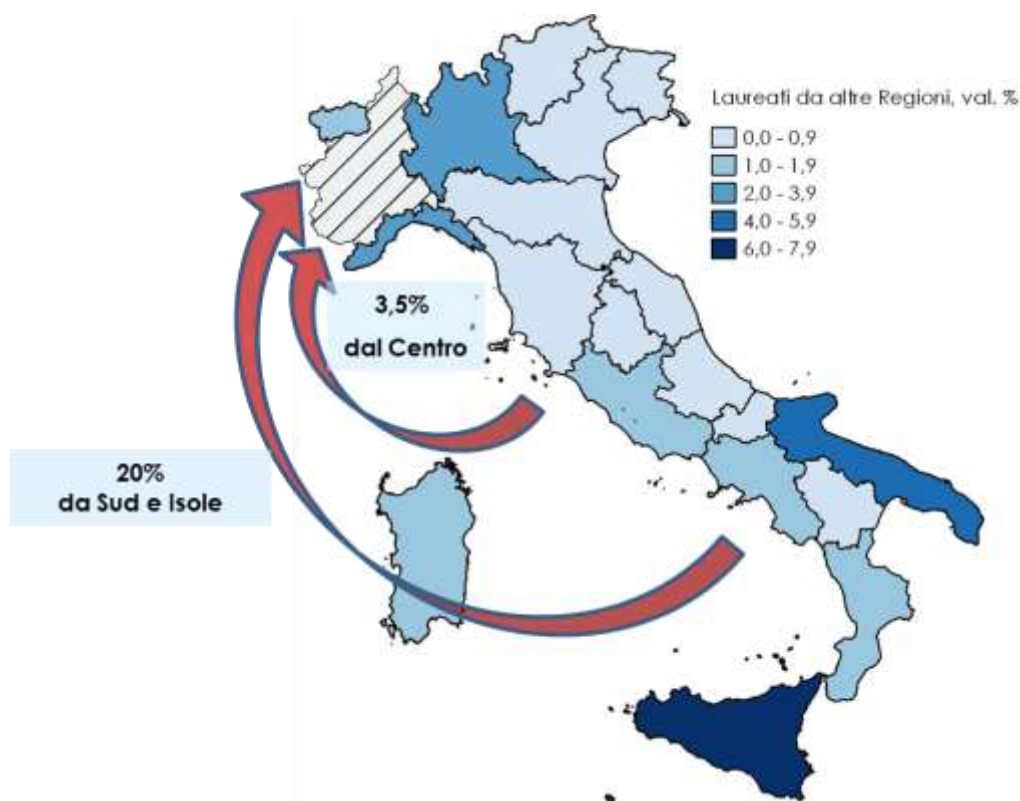 Laureati da altre Regioni, val. %
0,0 - 0,9
1,0 - 1,9
2,0 - 3,9
4,0 - 5,9
6,0 - 7,9
3,5%
dal Centro
20%
da Sud e Isole